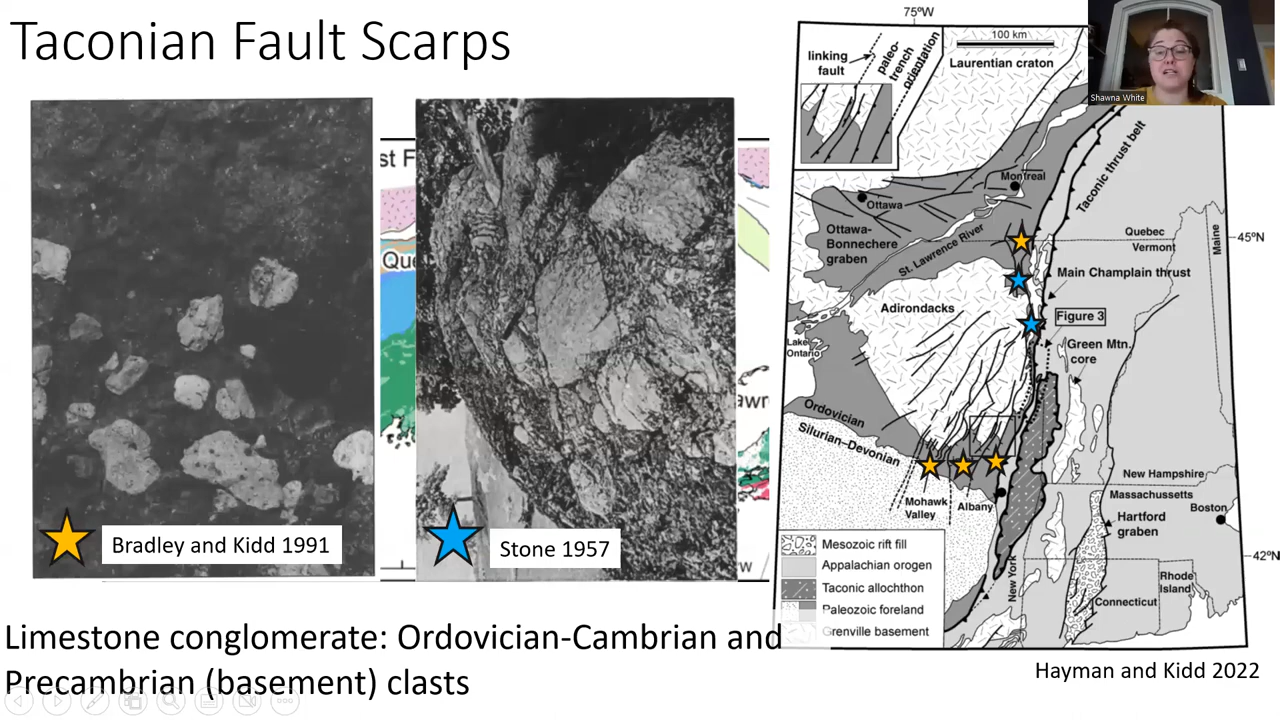 Taconian Fault Scarps
Shawna White
st F
Que
awr
w
Bradley and Kidd 1991
Stone 1957
Limestone conglomerate: Ordovician-Cambrian and
Precambrian (basement) clasts
75°W
100 km
linking
fault
paleo-
trench
orientation
Laurentian craton
Montreal
Ottawa
Taconic thrust belt
Ottawa-
Bonnechere
graben
St. Lawrence River
Quebec
Vermont
Maine
45°N
Main Champlain thrust
Adirondacks
Figure 3
Lake
Ontario
Green Mtn.
core
Ordovician
Silurian-Devonian
New Hampshire
Massachusetts
Mohawk
Valley
Albany
Boston
Hartford
graben
42°N
New York
Rhode
Island
Connecticut
Mesozoic rift fill
Appalachian orogen
Taconic allochthon
Paleozoic foreland
Grenville basement
Hayman and Kidd 2022